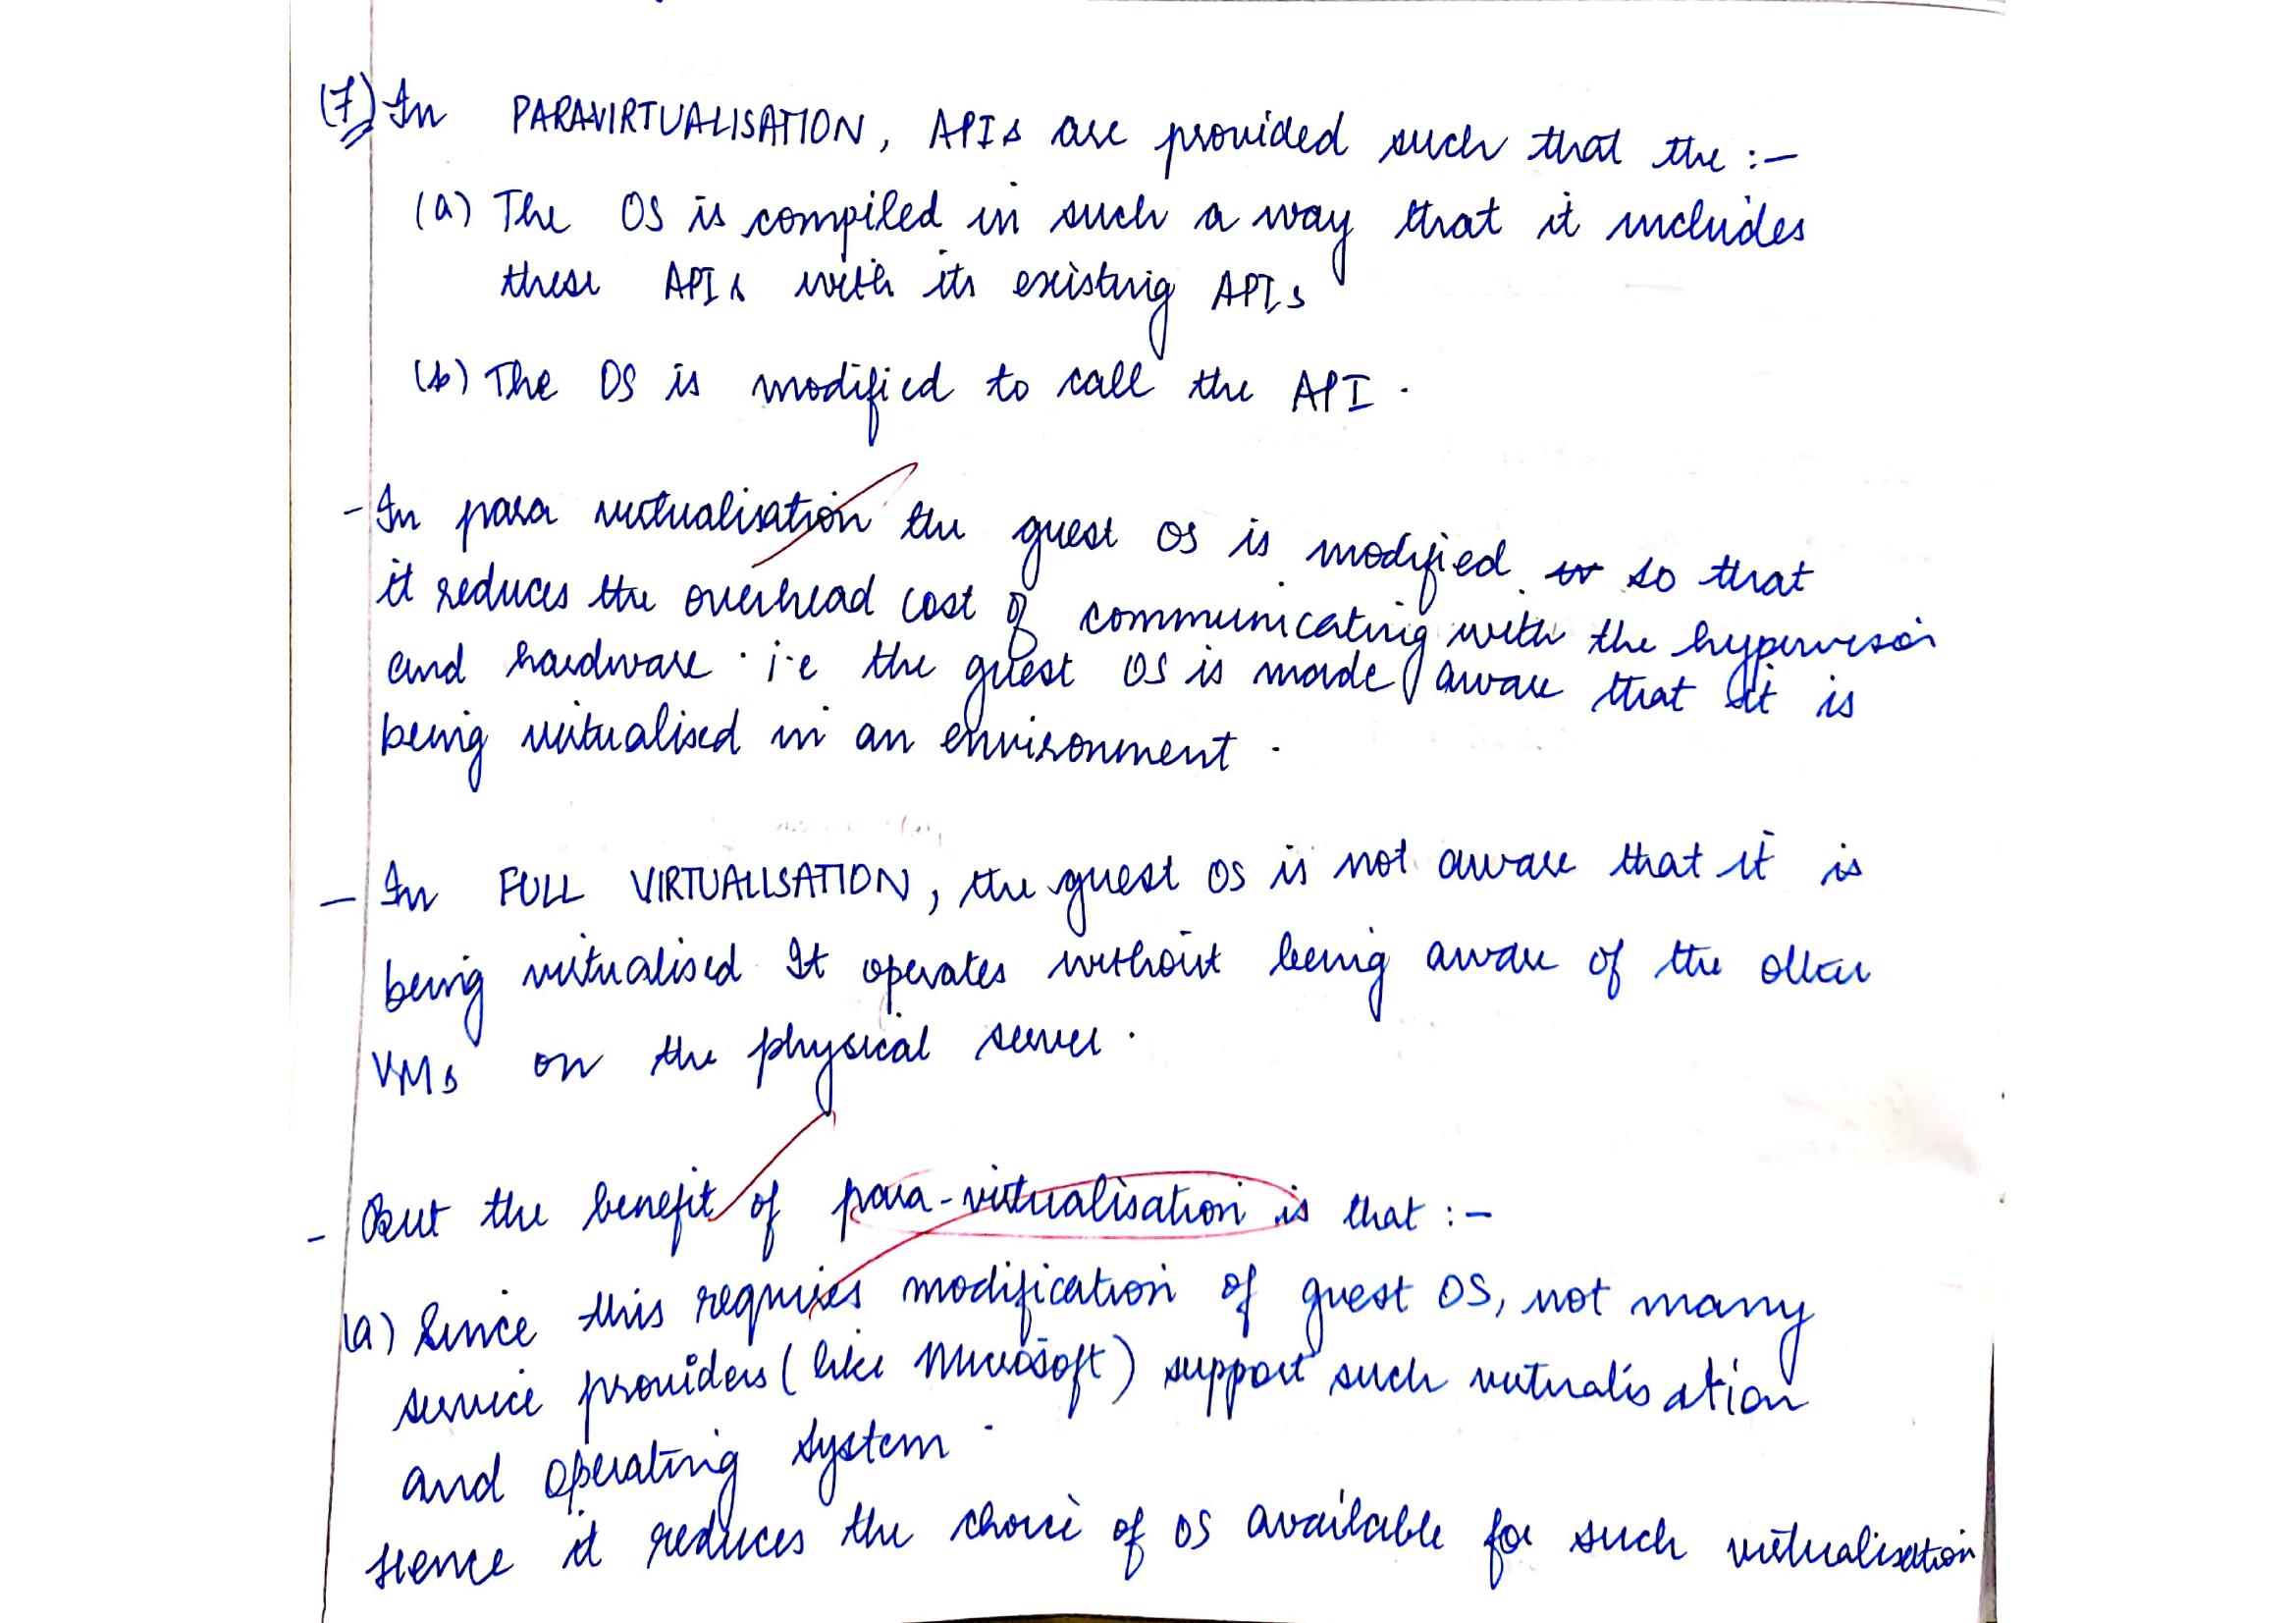 (7) In PARAVIRTUALISATION, APIs are provided such that the :-
(a) The OS is compiled in such a way that it includes
these APIs with its existing APIs
(b) The OS is modified to call the API.
- In para virtualisation the guest OS is modified so that
it reduces the overhead cost of communicating with the hypervisor
and hardware. i.e the guest OS is made aware that it is
being virtualised in an environment.
- In FULL VIRTUALISATION, the guest OS is not aware that it is
being virtualised It operates without being aware of the other
VMs on the physical server.
- But the benefit of para-virtualisation is that :-
(a) Since this requires modification of guest OS, not many
service providers (like Microsoft) support such virtualisation
and operating system.
Hence it reduces the choice of OS available for such virtualisation